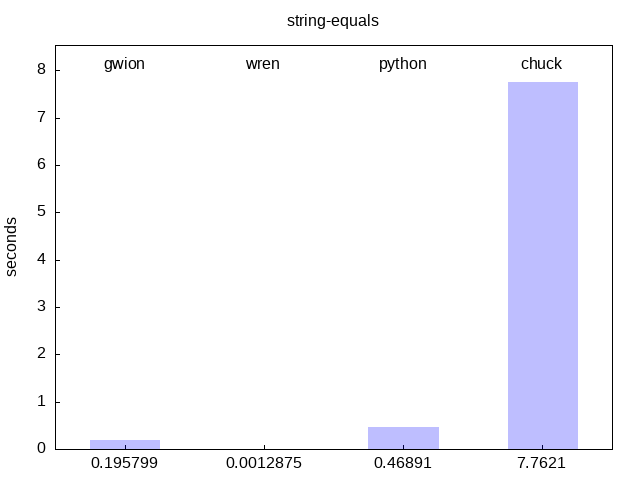 string-equals
gwion wren python chuck
8
7
6
5
4
3
2
1
0
seconds
0.195799 0.0012875 0.46891 7.7621